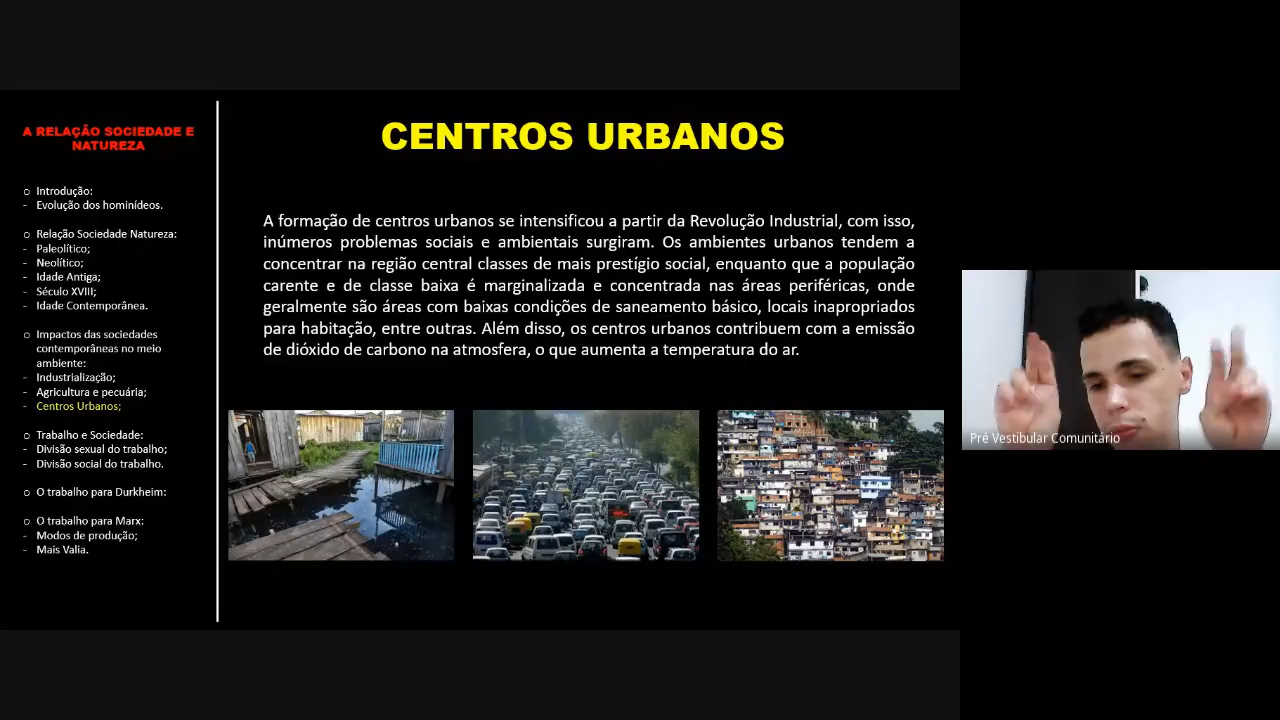 A RELAÇÃO SOCIEDADE E
NATUREZA
o Introdução:
- Evolução dos hominídeos.
o Relação Sociedade Natureza:
- Paleolítico;
- Neolítico;
- Idade Antiga;
- Século XVIII;
- Idade Contemporânea.
o Impactos das sociedades
contemporâneas no meio
ambiente:
- Industrialização;
- Agricultura e pecuária;
- Centros Urbanos;
o Trabalho e Sociedade:
- Divisão sexual do trabalho;
- Divisão social do trabalho.
o O trabalho para Durkheim:
o O trabalho para Marx:
- Modos de produção;
- Mais Valia.
CENTROS URBANOS
A formação de centros urbanos se intensificou a partir da Revolução Industrial, com isso,
inúmeros problemas sociais e ambientais surgiram. Os ambientes urbanos tendem a
concentrar na região central classes de mais prestígio social, enquanto que a população
carente e de classe baixa é marginalizada e concentrada nas áreas periféricas, onde
geralmente são áreas com baixas condições de saneamento básico, locais inapropriados
para habitação, entre outras. Além disso, os centros urbanos contribuem com a emissão
de dióxido de carbono na atmosfera, o que aumenta a temperatura do ar.
Pré Vestibular Comunitário